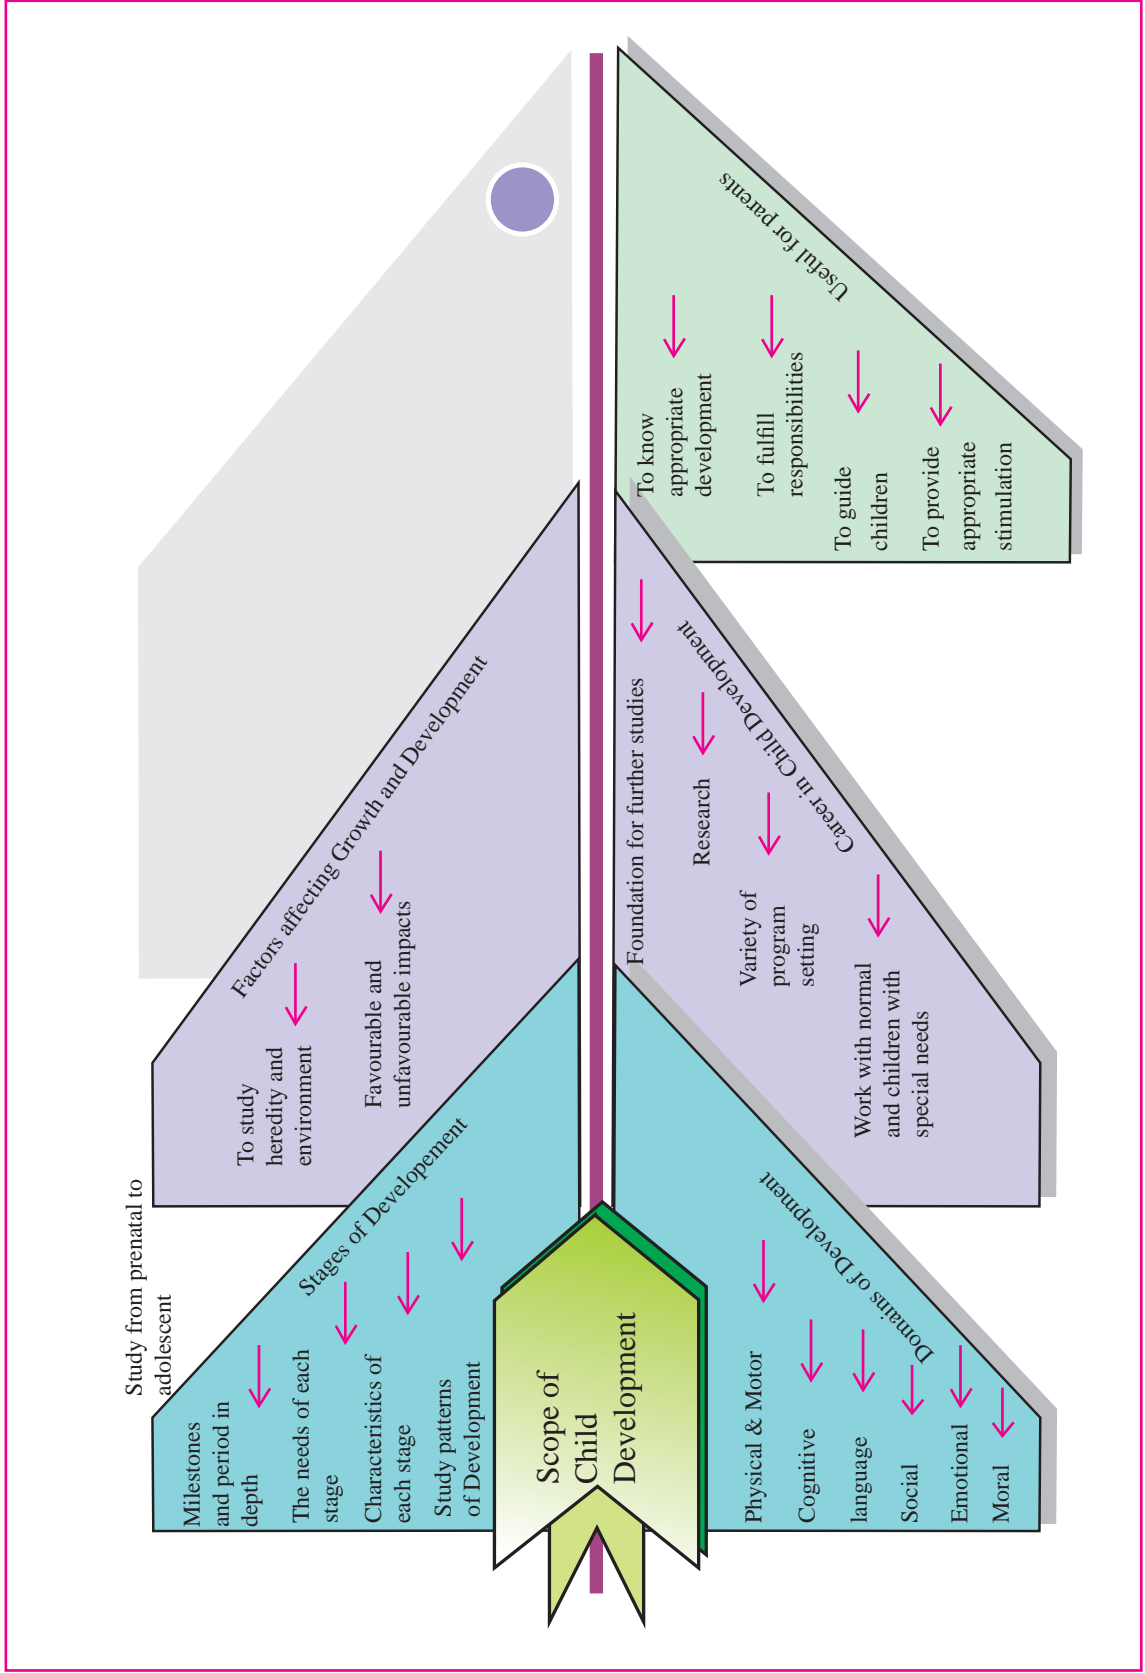 Scope of
Child
Development
Study from prenatal to
adolescent
Stages of Developement
Milestones
and period in
depth
The needs of each
stage
Characteristics of
each stage
Study patterns
of Development
Factors affecting Growth and Development
To study
heredity and
environment
Favourable and
unfavourable impacts
Domains of Development
Physical & Motor
Cognitive
language
Social
Emotional
Moral
Career in Child Development
Foundation for further studies
Research
Variety of
program
setting
Work with normal
and children with
special needs
Useful for parents
To know
appropriate
development
To fulfill
responsibilities
To guide
children
To provide
appropriate
stimulation